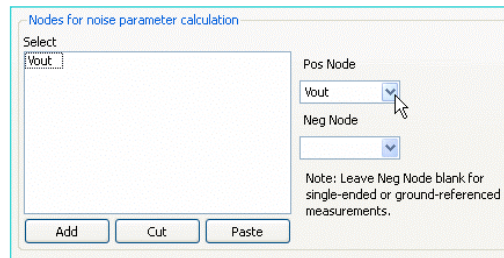 Nodes for noise parameter calculation
Select
Vout
Pos Node
Vout
Neg Node
Note: Leave Neg Node blank for
single-ended or ground-referenced
measurements.
Add Cut Paste